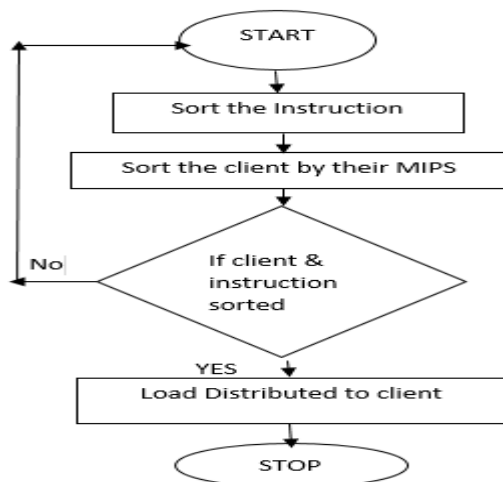 START
Sort the Instruction
Sort the client by their MIPS
If client &
instruction
sorted
No
YES
Load Distributed to client
STOP